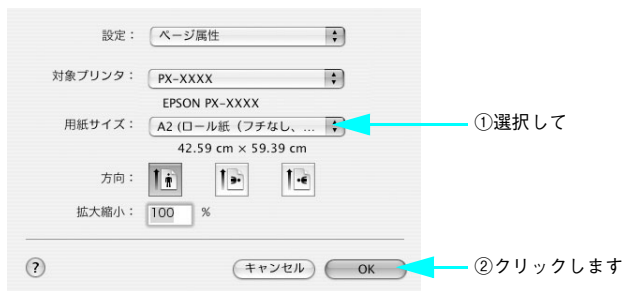 設定： ページ属性
対象プリンタ： PX-XXXX
EPSON PX-XXXX
用紙サイズ： A2 (ロール紙（フチなし、... ①選択して
42.59 cm × 59.39 cm
方向：
拡大縮小： 100 %
? キャンセル OK ②クリックします